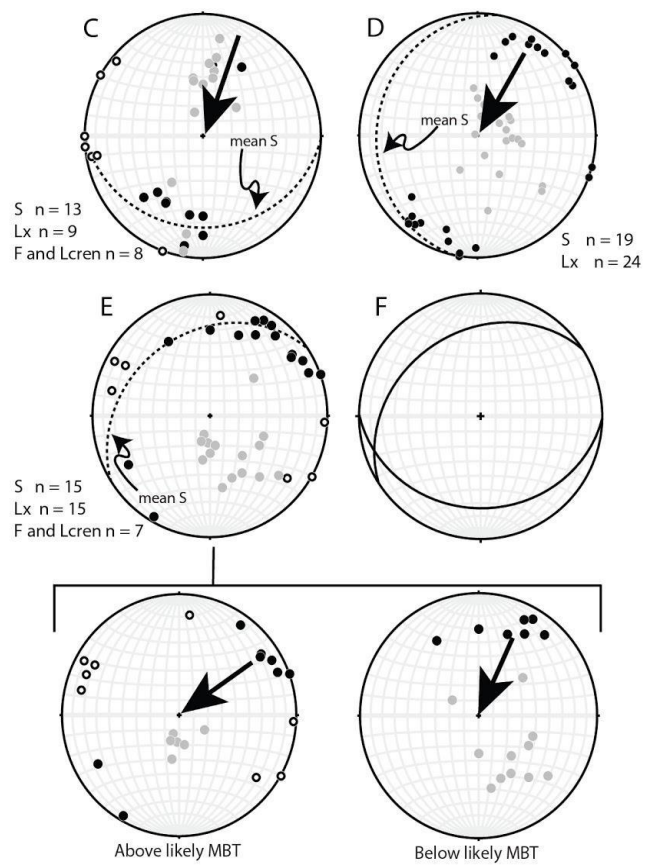 C
D
mean S
mean S
S n = 13
Lx n = 9
F and Lcren n = 8
S n = 19
Lx n = 24
E
F
S n = 15
Lx n = 15
F and Lcren n = 7
mean S
Above likely MBT
Below likely MBT